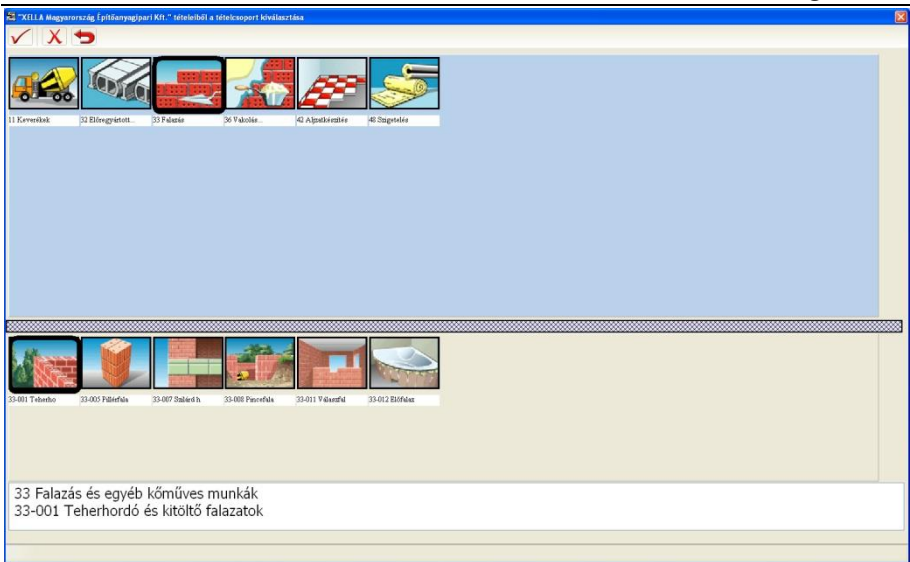 "XELLA Magyarország Építőanyagipari Kft." tételeiből a tételcsoport kiválasztása
11 Keverékek
32 Előregyártott...
33 Falazás
36 Vakolás...
42 Aljzatkészítés
48 Szigetelés
33-001 Teherho
33-005 Pillérfala
33-007 Szilárd h.
33-008 Pincefala
33-011 Válaszfal
33-012 Előfalaz
33 Falazás és egyéb kőműves munkák
33-001 Teherhordó és kitöltő falazatok